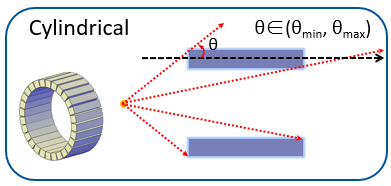 Cylindrical
θ∈(θmin, θmax)
θ